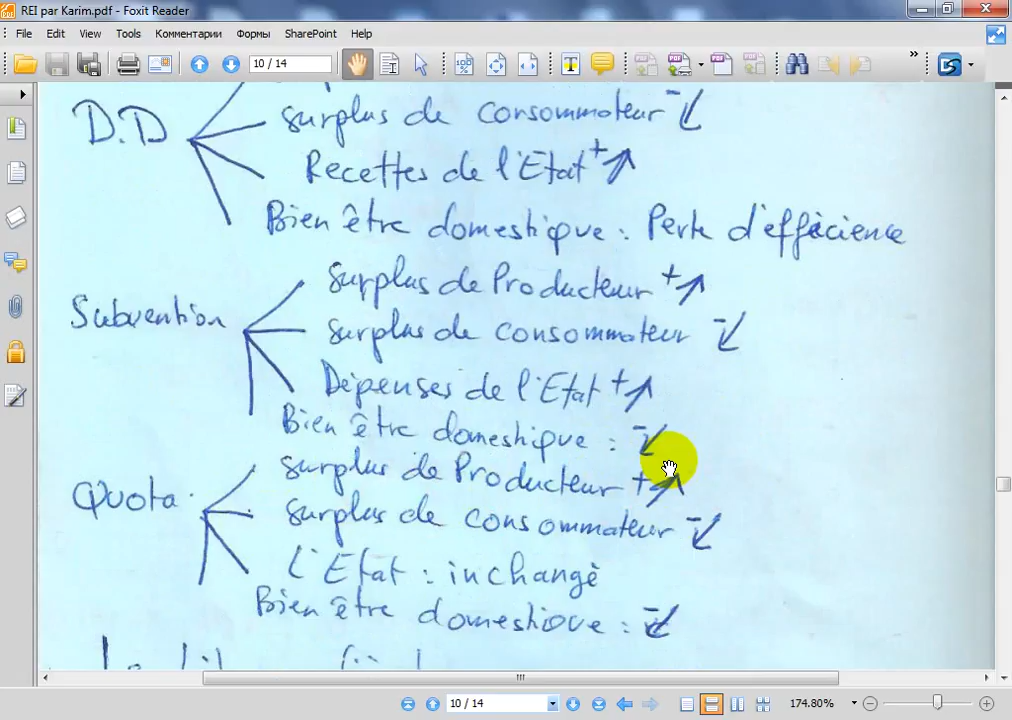 REI par Karim.pdf - Foxit Reader
File Edit View Tools Комментарии Формы SharePoint Help
10 / 14
D.D
surplus de consommateur - ↙
Recettes de l'Etat + ↗
Bien être domestique : Perte d'efficience
Subvention
surplus de Producteur + ↗
surplus de consommateur - ↙
Dépenses de l'Etat + ↗
Bien être domestique : - ↙
Quota
surplus de Producteur + ↗
surplus de consommateur - ↙
l'Etat : inchangé
Bien être domestique : - ↙
10 / 14
174.80%